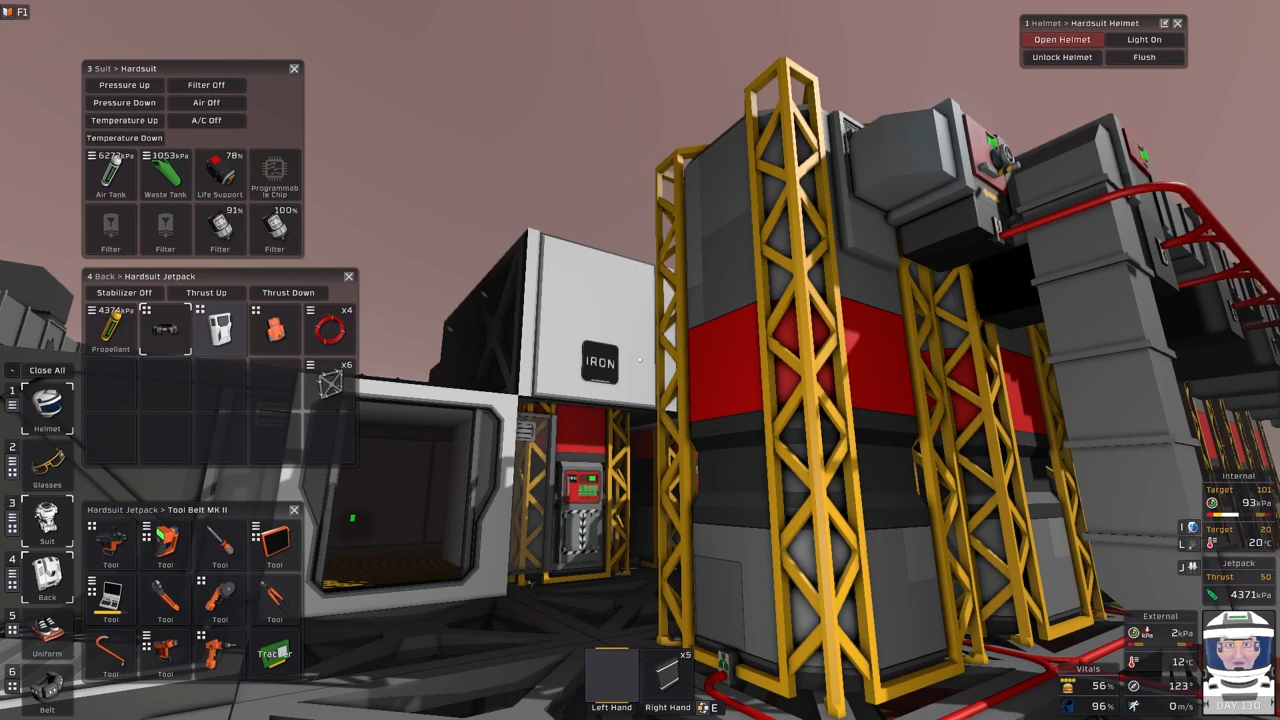 F1
1 Helmet > Hardsuit Helmet
Open Helmet
Light On
Unlock Helmet
Flush
3 Suit > Hardsuit
Pressure Up
Filter Off
Pressure Down
Air Off
Temperature Up
A/C Off
Temperature Down
6277kPa
1053kPa
78%
Air Tank
Waste Tank
Life Support
Programmab
le Chip
91%
100%
Filter
Filter
Filter
Filter
4 Back > Hardsuit Jetpack
Stabilizer Off
Thrust Up
Thrust Down
4374kPa
x4
Propellant
x6
IRON
~
Close All
1
Helmet
2
Glasses
3
Suit
4
Back
5
Uniform
6
Belt
Hardsuit Jetpack > Tool Belt MK II
Tool
Tool
Tool
Tool
Tool
Tool
Tool
Tool
Tool
Tool
Tool
Tracker
x5
Left Hand
Right Hand
E
Internal
Target 101
93kPa
Target 20
20°C
I
L
J
Jetpack
Thrust 50
4371kPa
External
2kPa
12°C
123°
0m/s
Vitals
56%
96%
DAY 130